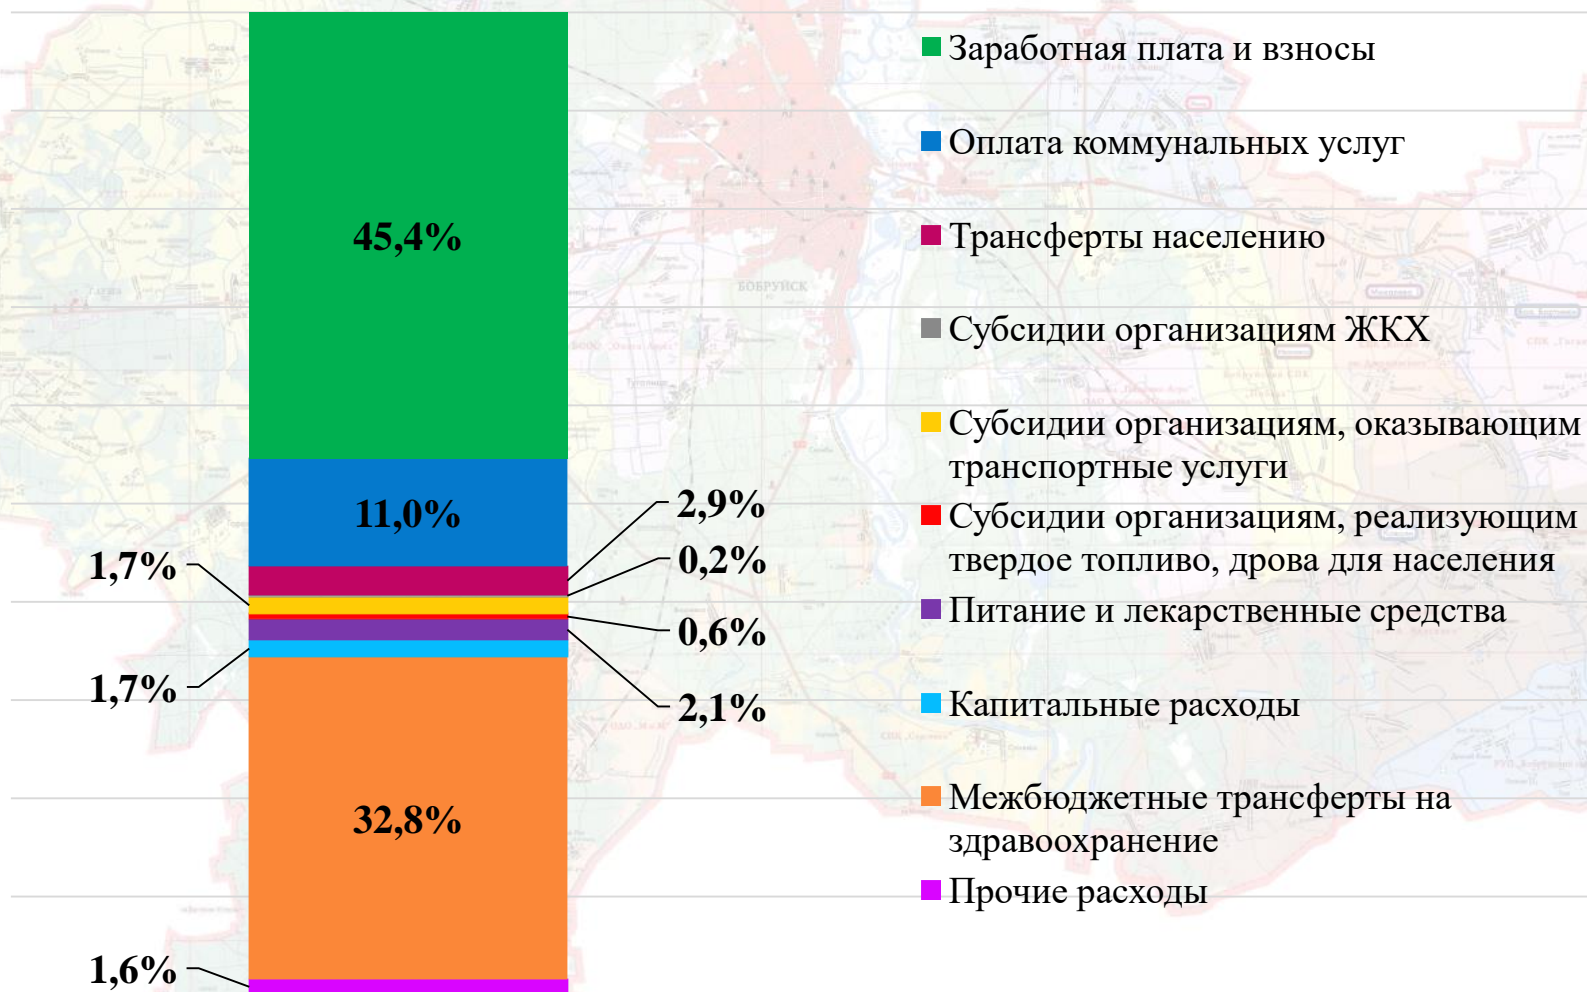 45,4%
11,0%
2,9%
0,2%
1,7%
0,6%
2,1%
1,7%
32,8%
1,6%
Заработная плата и взносы
Оплата коммунальных услуг
Трансферты населению
Субсидии организациям ЖКХ
Субсидии организациям, оказывающим
транспортные услуги
Субсидии организациям, реализующим
твердое топливо, дрова для населения
Питание и лекарственные средства
Капитальные расходы
Межбюджетные трансферты на
здравоохранение
Прочие расходы
БОБРУЙСК